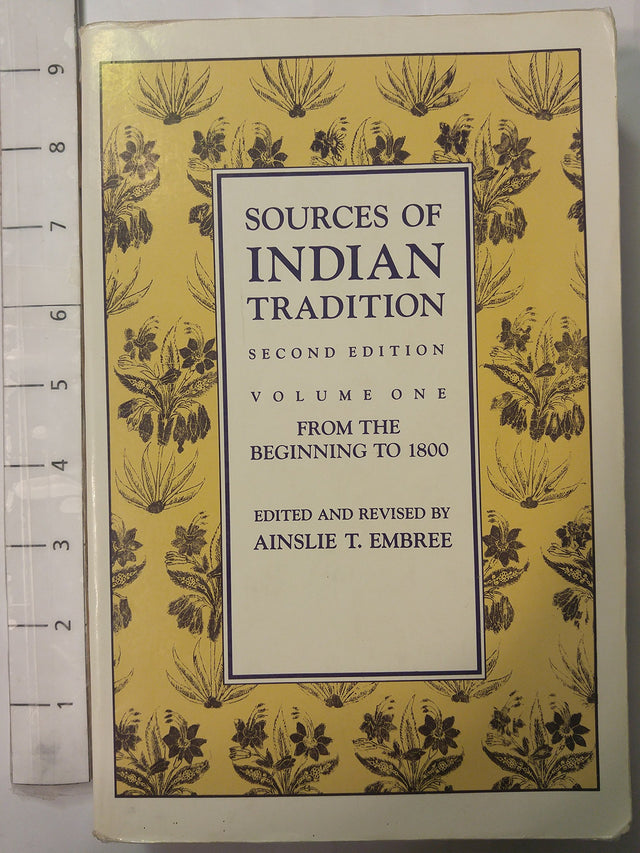 9
8
7
6
5
4
3
2
1
SOURCES OF
INDIAN
TRADITION
SECOND EDITION
VOLUME ONE
FROM THE
BEGINNING TO 1800
EDITED AND REVISED BY
AINSLIE T. EMBREE